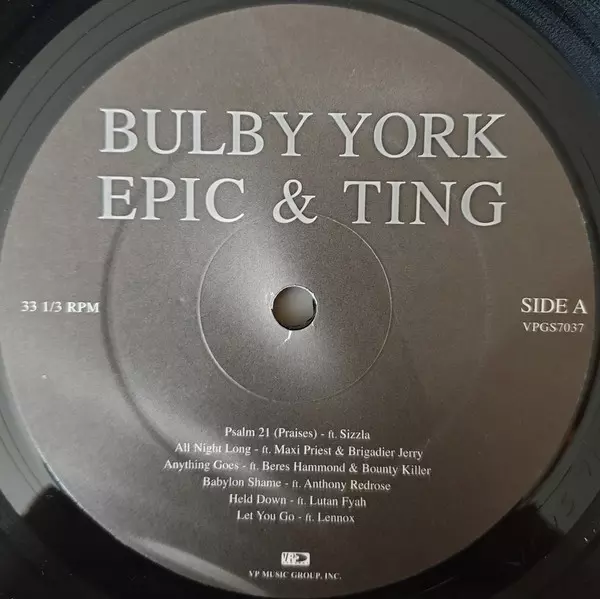 BULBY YORK
EPIC & TING
33 1/3 RPM
SIDE A
VPGS7037
Psalm 21 (Praises) - ft. Sizzla
All Night Long - ft. Maxi Priest & Brigadier Jerry
Anything Goes - ft. Beres Hammond & Bounty Killer
Babylon Shame - ft. Anthony Redrose
Held Down - ft. Lutan Fyah
Let You Go - ft. Lennox
VP
VP MUSIC GROUP, INC.